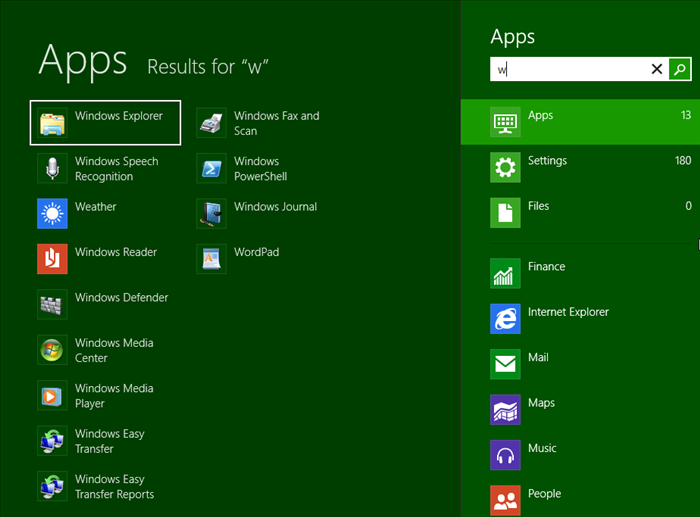 Apps Results for “w”
Windows Explorer
Windows Speech
Recognition
Weather
Windows Reader
Windows Defender
Windows Media
Center
Windows Media
Player
Windows Easy
Transfer
Windows Easy
Transfer Reports
Windows Fax and
Scan
Windows
PowerShell
Windows Journal
WordPad
Apps
w
Apps 13
Settings 180
Files 0
Finance
Internet Explorer
Mail
Maps
Music
People